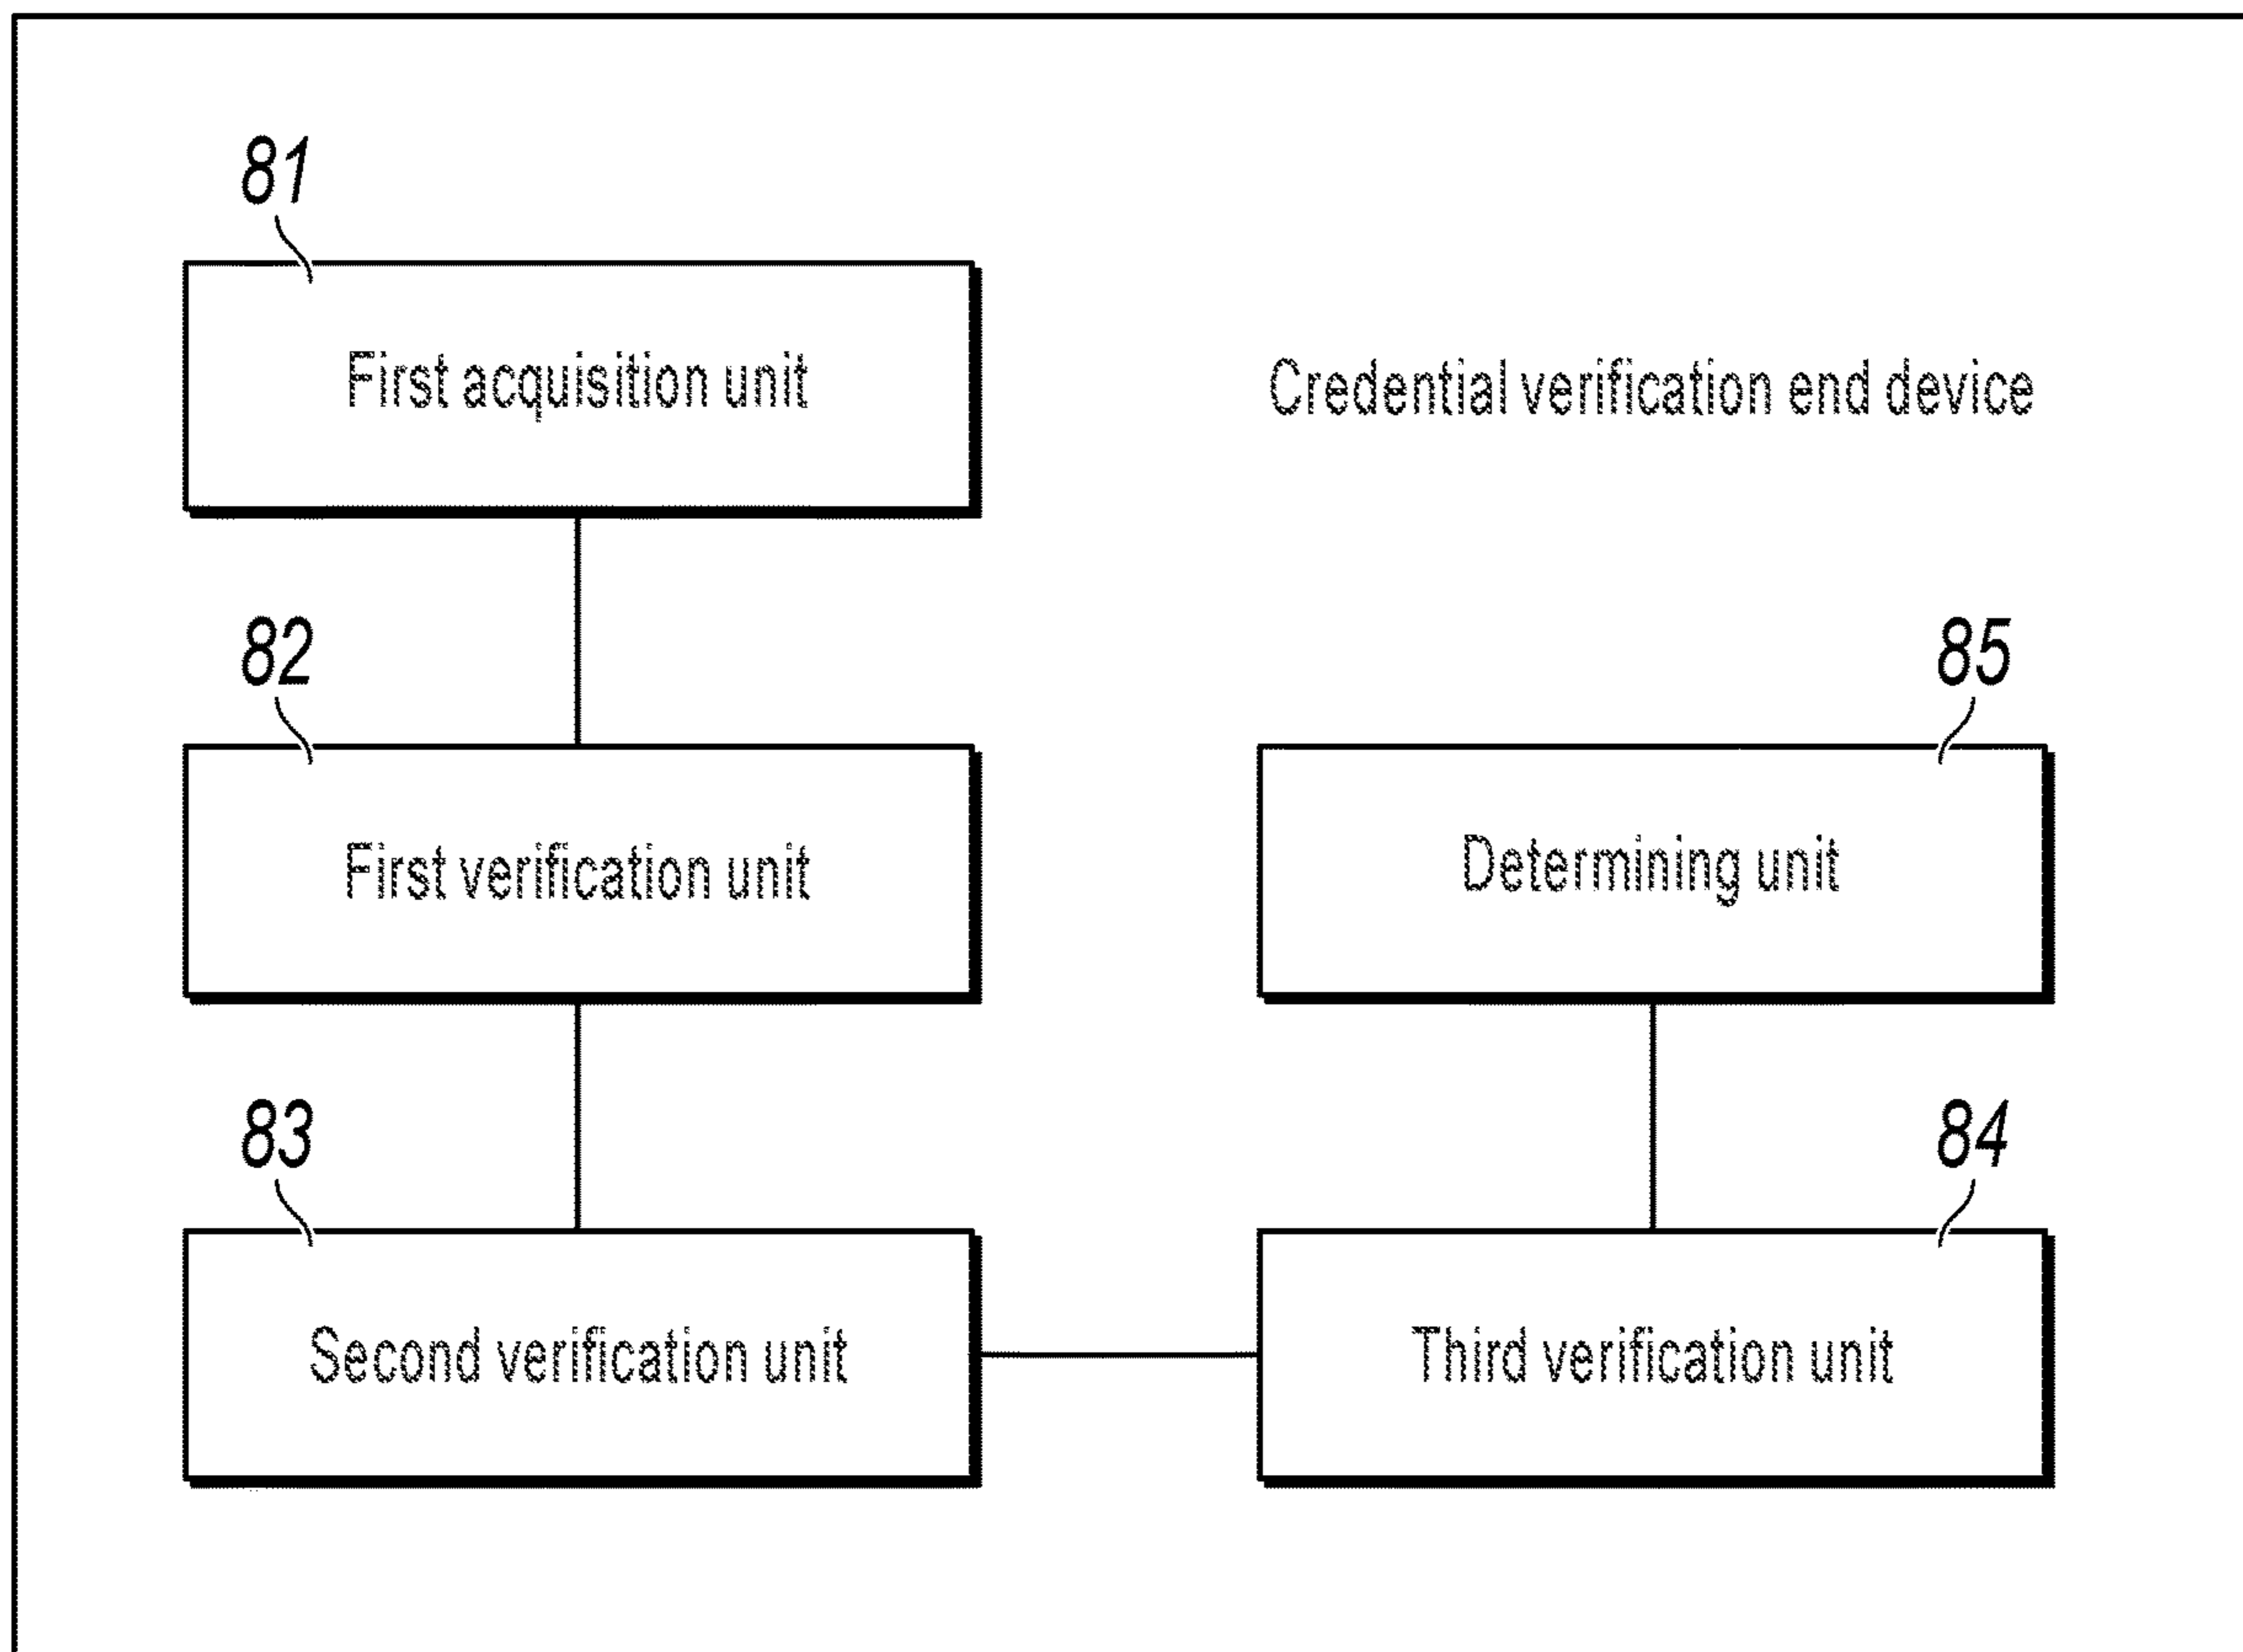 81
First acquisition unit
Credential verification end device
82
First verification unit
85
Determining unit
83
Second verification unit
84
Third verification unit